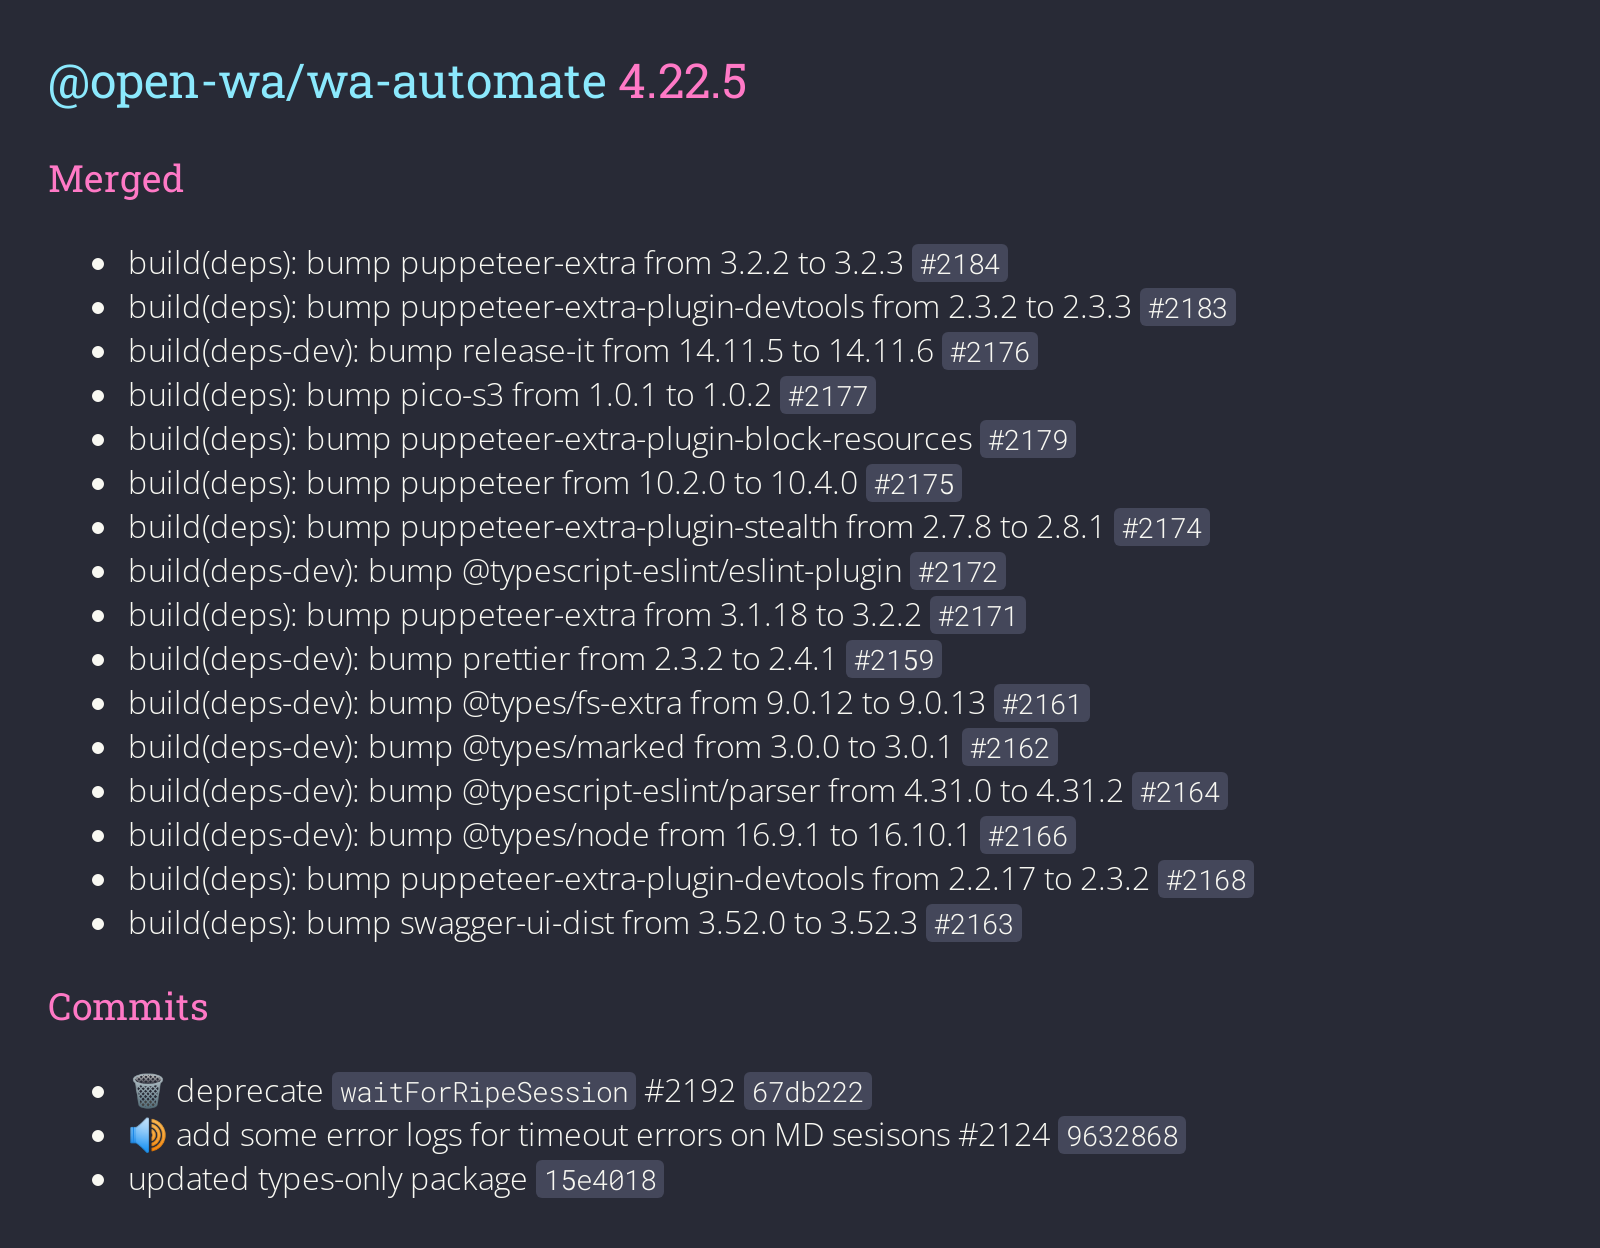 @open-wa/wa-automate 4.22.5
Merged
build(deps): bump puppeteer-extra from 3.2.2 to 3.2.3 #2184
build(deps): bump puppeteer-extra-plugin-devtools from 2.3.2 to 2.3.3 #2183
build(deps-dev): bump release-it from 14.11.5 to 14.11.6 #2176
build(deps): bump pico-s3 from 1.0.1 to 1.0.2 #2177
build(deps): bump puppeteer-extra-plugin-block-resources #2179
build(deps): bump puppeteer from 10.2.0 to 10.4.0 #2175
build(deps): bump puppeteer-extra-plugin-stealth from 2.7.8 to 2.8.1 #2174
build(deps-dev): bump @typescript-eslint/eslint-plugin #2172
build(deps): bump puppeteer-extra from 3.1.18 to 3.2.2 #2171
build(deps-dev): bump prettier from 2.3.2 to 2.4.1 #2159
build(deps-dev): bump @types/fs-extra from 9.0.12 to 9.0.13 #2161
build(deps-dev): bump @types/marked from 3.0.0 to 3.0.1 #2162
build(deps-dev): bump @typescript-eslint/parser from 4.31.0 to 4.31.2 #2164
build(deps-dev): bump @types/node from 16.9.1 to 16.10.1 #2166
build(deps): bump puppeteer-extra-plugin-devtools from 2.2.17 to 2.3.2 #2168
build(deps): bump swagger-ui-dist from 3.52.0 to 3.52.3 #2163
Commits
🗑️ deprecate waitForRipeSession #2192 67db222
🔊 add some error logs for timeout errors on MD sesisons #2124 9632868
updated types-only package 15e4018